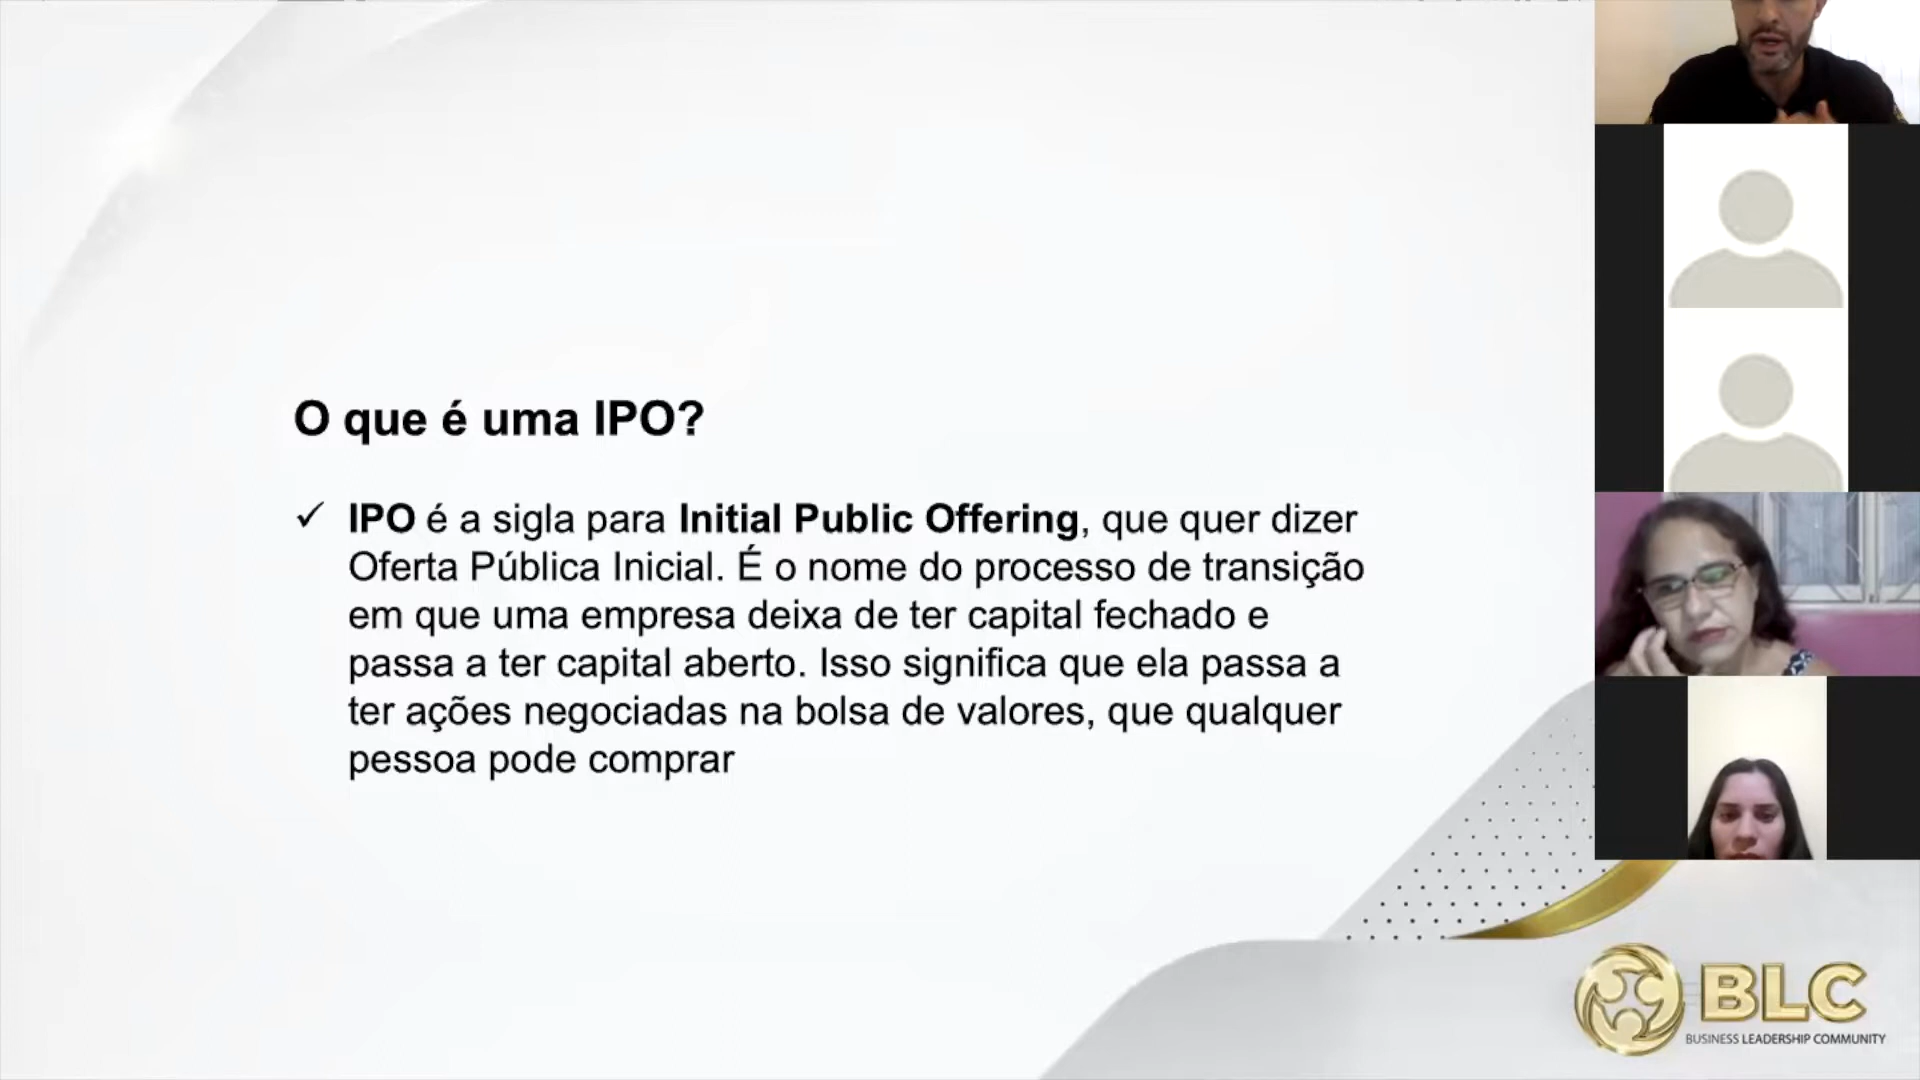 O que é uma IPO?
✓ IPO é a sigla para Initial Public Offering, que quer dizer
Oferta Pública Inicial. É o nome do processo de transição
em que uma empresa deixa de ter capital fechado e
passa a ter capital aberto. Isso significa que ela passa a
ter ações negociadas na bolsa de valores, que qualquer
pessoa pode comprar
BLC
BUSINESS LEADERSHIP COMMUNITY